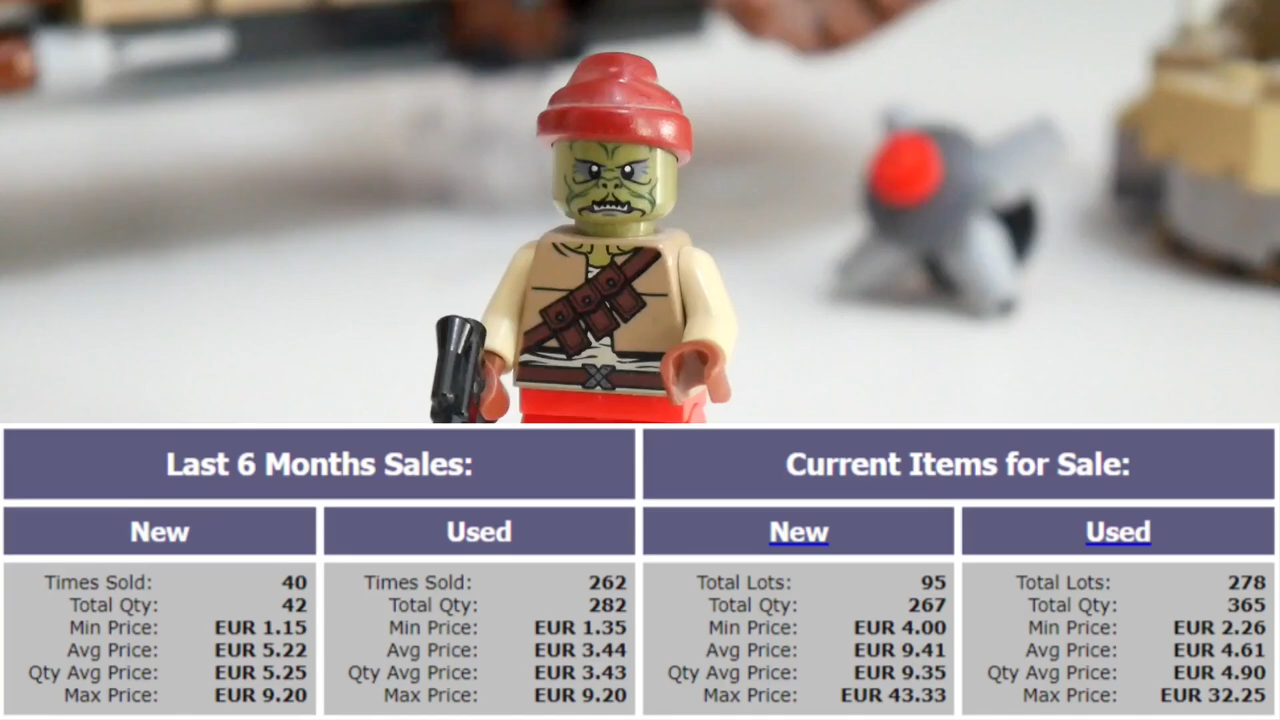 Last 6 Months Sales:
Current Items for Sale:
New
Used
New
Used
Times Sold: 40
Total Qty: 42
Min Price: EUR 1.15
Avg Price: EUR 5.22
Qty Avg Price: EUR 5.25
Max Price: EUR 9.20
Times Sold: 262
Total Qty: 282
Min Price: EUR 1.35
Avg Price: EUR 3.44
Qty Avg Price: EUR 3.43
Max Price: EUR 9.20
Total Lots: 95
Total Qty: 267
Min Price: EUR 4.00
Avg Price: EUR 9.41
Qty Avg Price: EUR 9.35
Max Price: EUR 43.33
Total Lots: 278
Total Qty: 365
Min Price: EUR 2.26
Avg Price: EUR 4.61
Qty Avg Price: EUR 4.90
Max Price: EUR 32.25